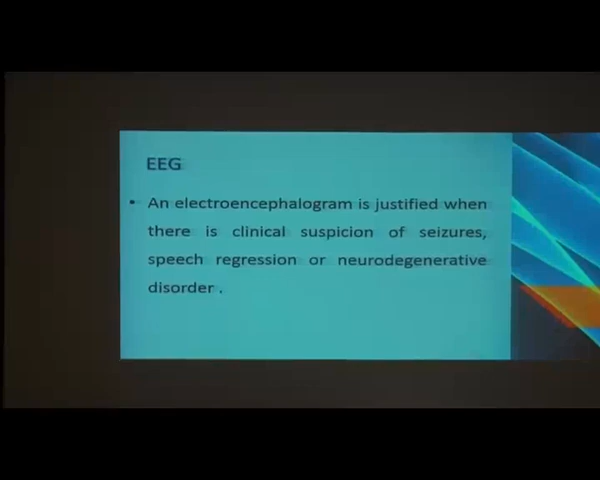 EEG
• An electroencephalogram is justified when
there is clinical suspicion of seizures,
speech regression or neurodegenerative
disorder .